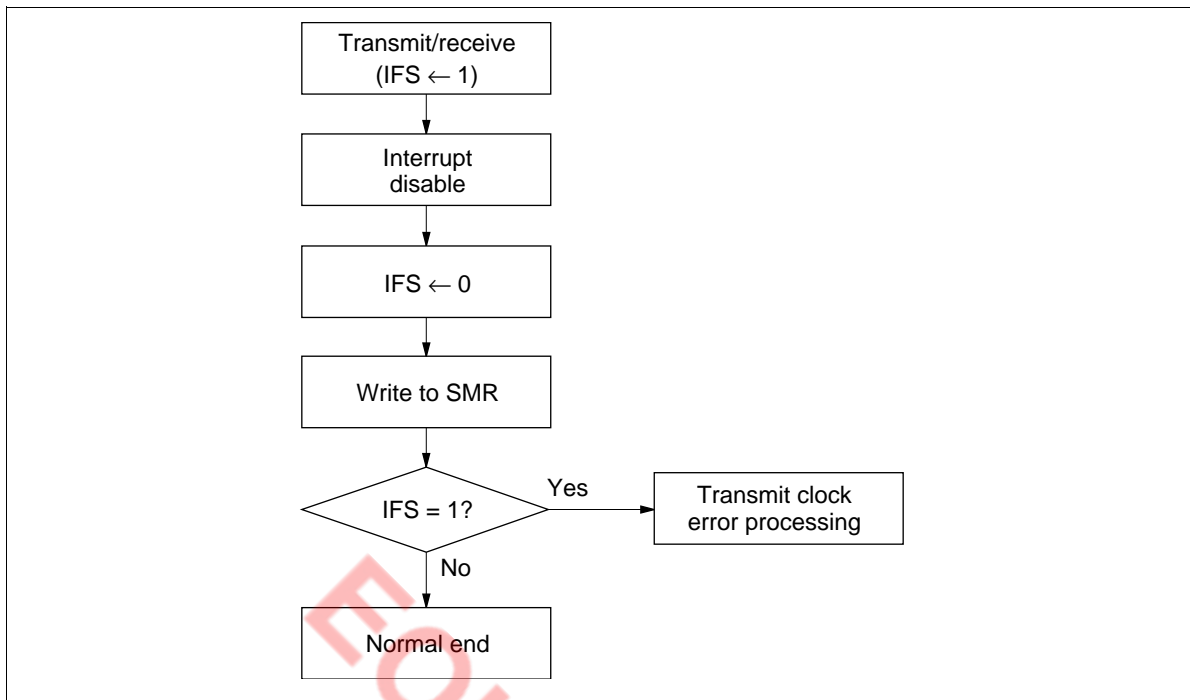 Transmit/receive
(IFS ← 1)
Interrupt
disable
IFS ← 0
Write to SMR
IFS = 1?
Yes
Transmit clock
error processing
No
Normal end